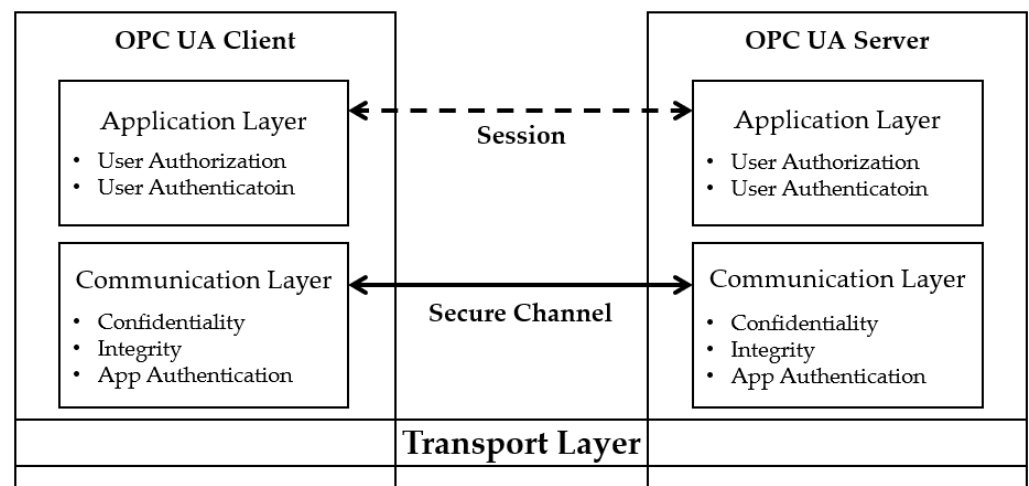 OPC UA Client
Application Layer
• User Authorization
• User Authenticatoin
Communication Layer
• Confidentiality
• Integrity
• App Authentication
Session
Secure Channel
OPC UA Server
Application Layer
• User Authorization
• User Authenticatoin
Communication Layer
• Confidentiality
• Integrity
• App Authentication
Transport Layer